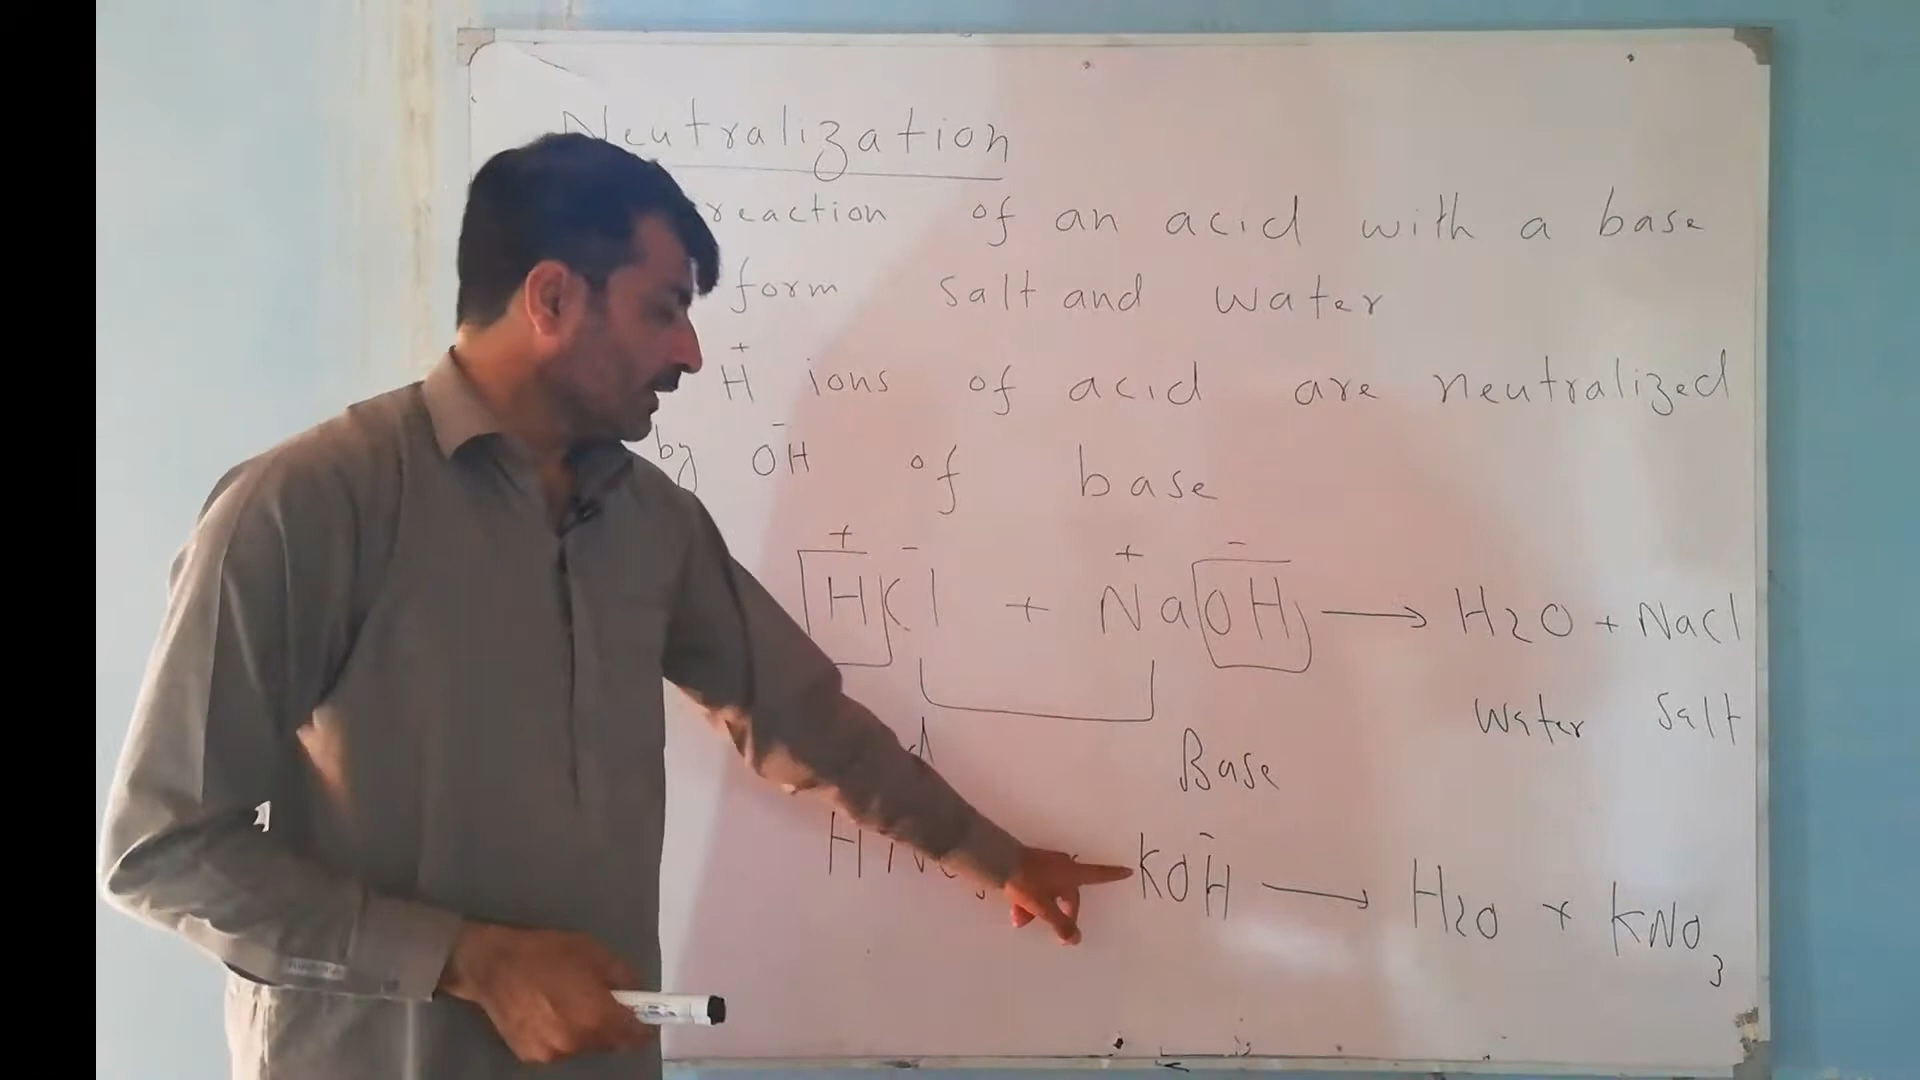 Neutralization
reaction of an acid with a base
form salt and water
H⁺ ions of acid are neutralized
by OH⁻ of base
H⁺Cl⁻ + Na⁺OH⁻ → H2O + NaCl
Water Salt
Base
HNO3 KOH⁻ → H2O + KNO3